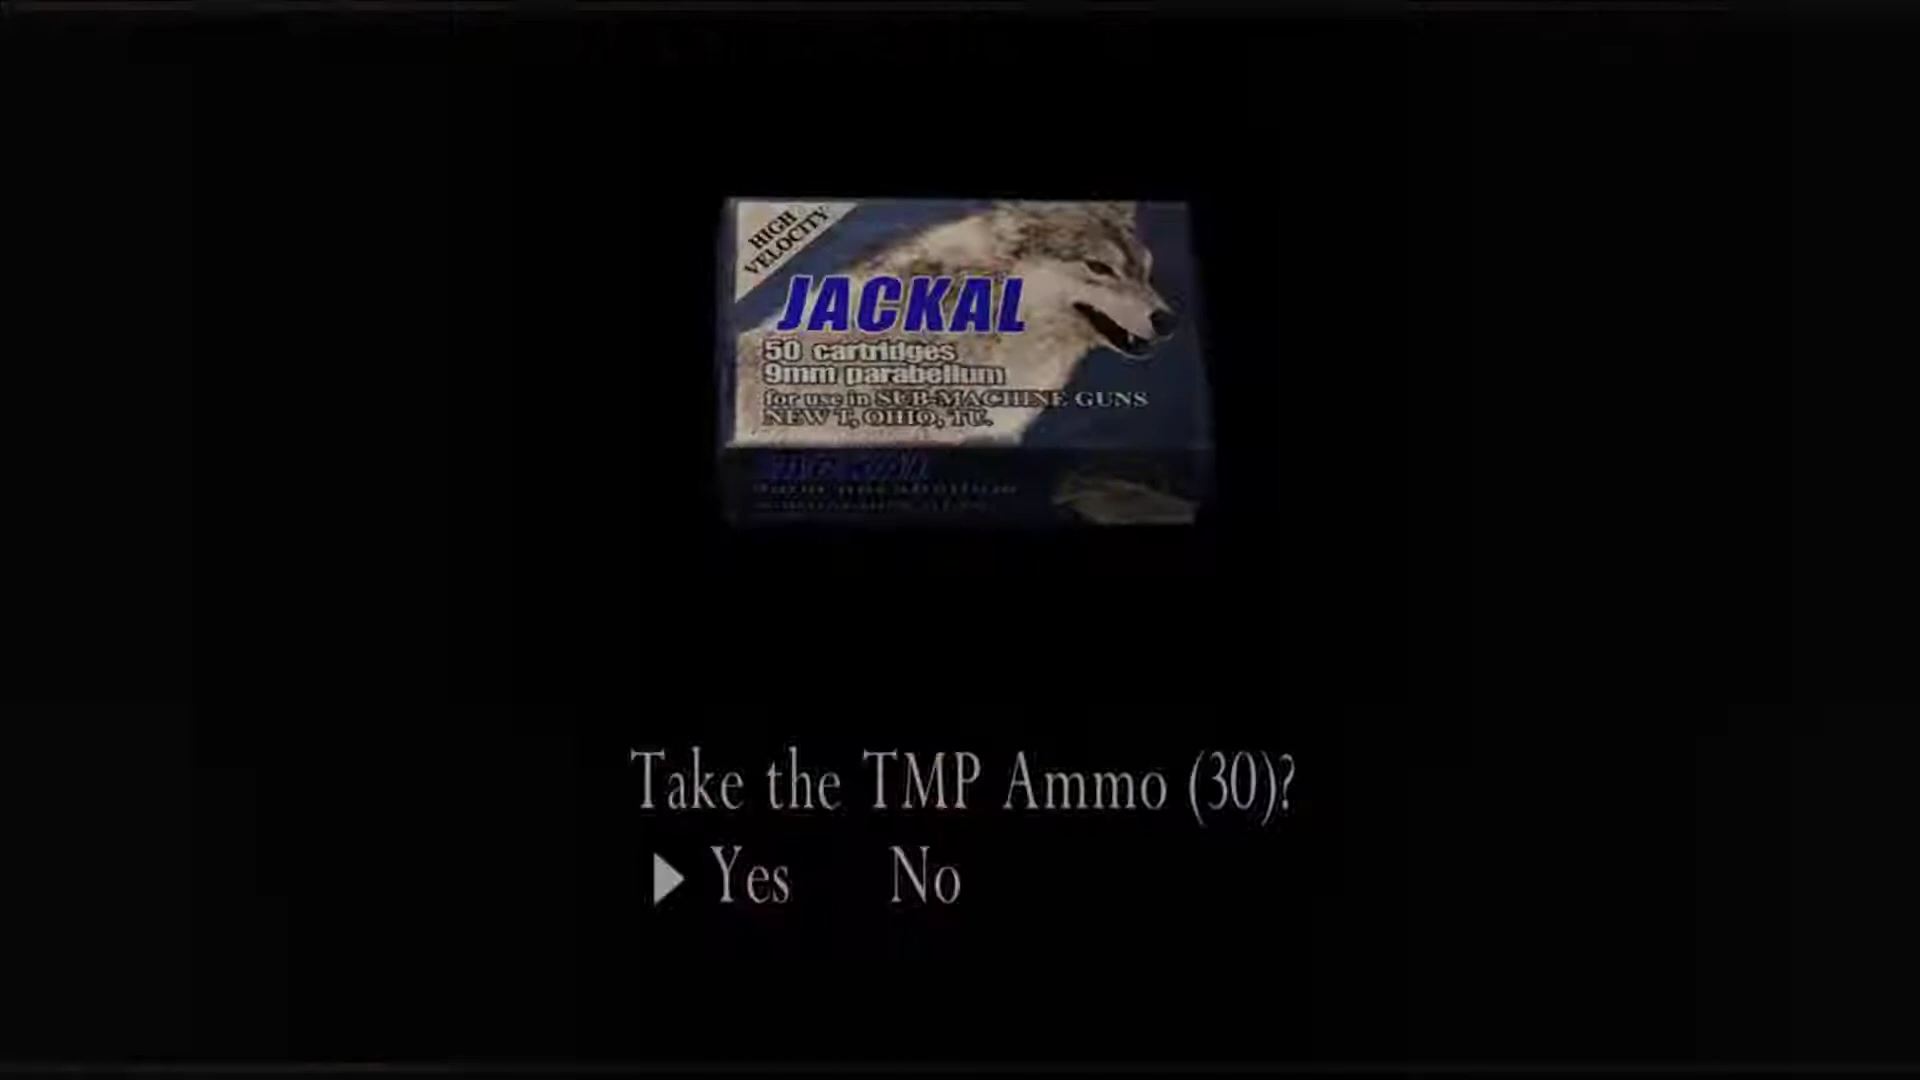 HIGH
VELOCITY
JACKAL
50 cartridges
9mm parabellum
for use in SUB-MACHINE GUNS
NEW T, OHIO, TU.
Take the TMP Ammo (30)?
Yes No